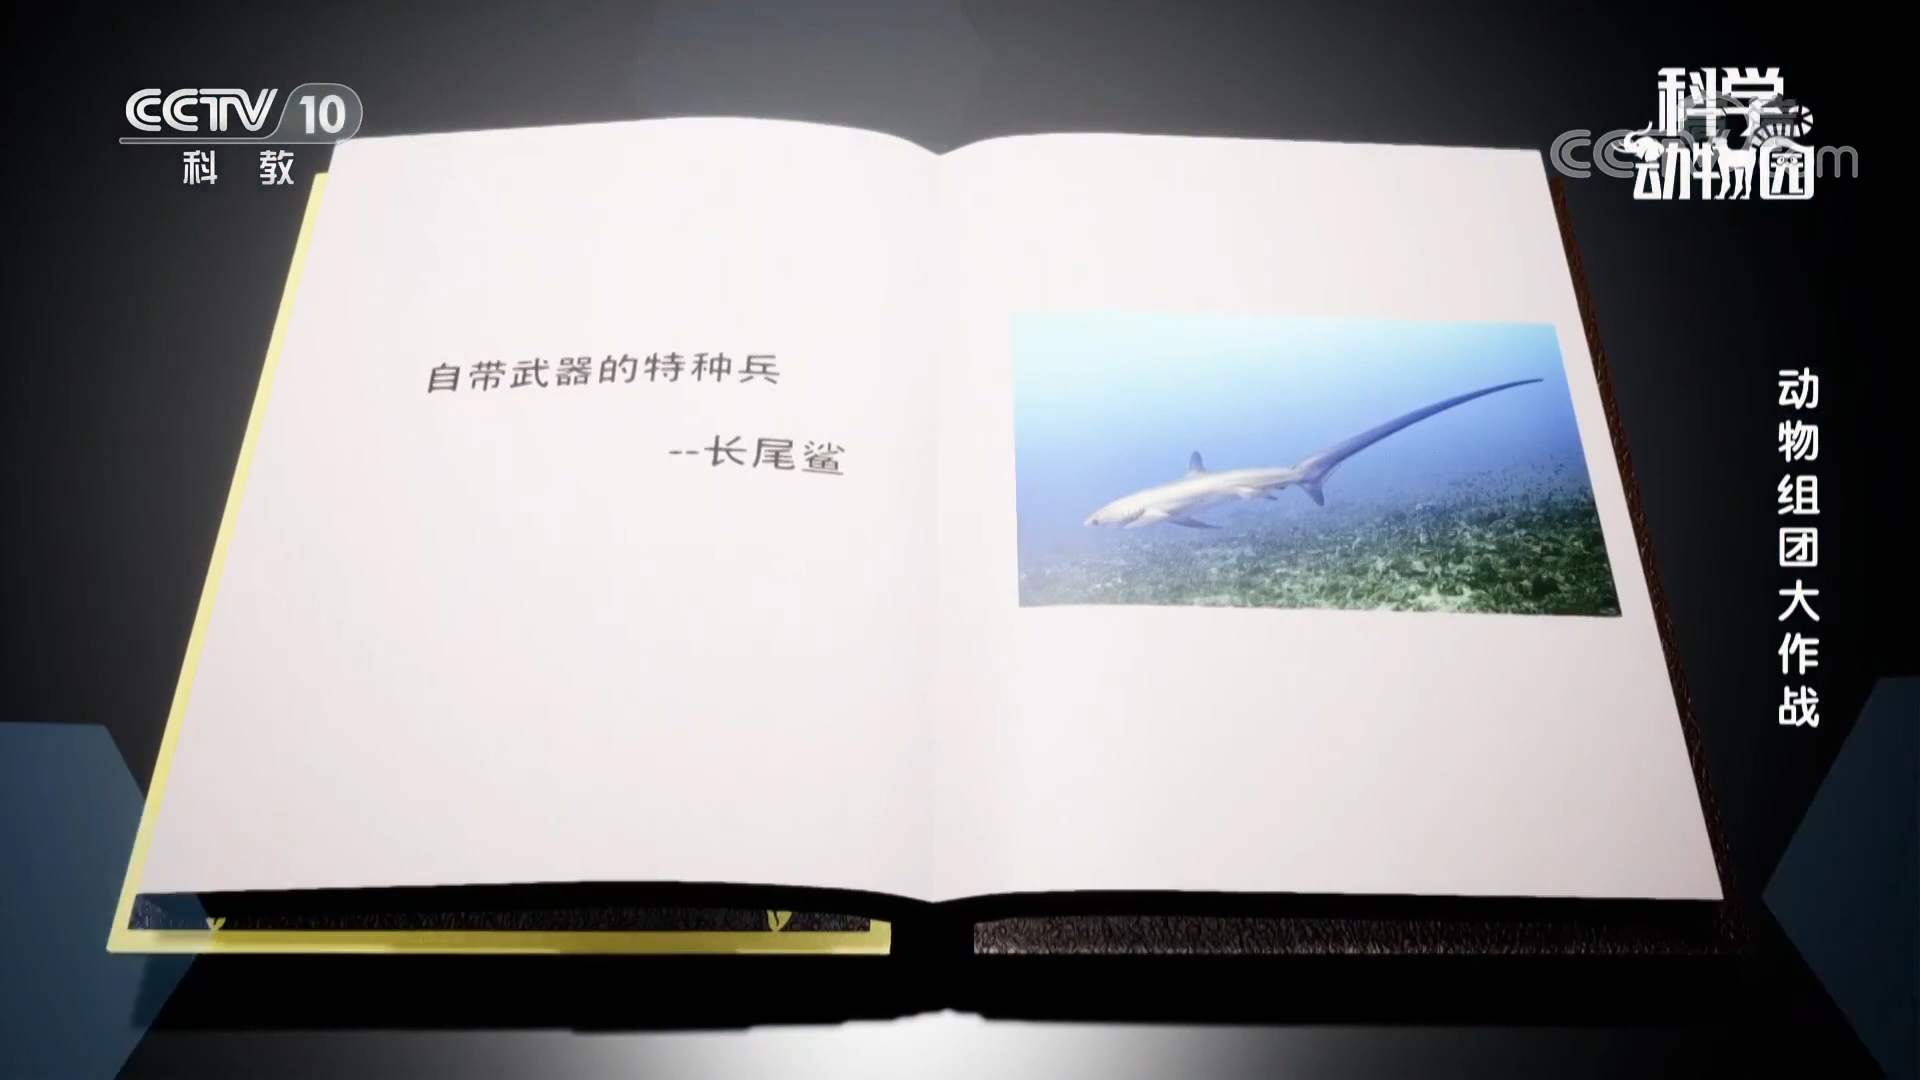 CCTV 10
科教
科学
动物园
自带武器的特种兵
--长尾鲨
动物组团大作战